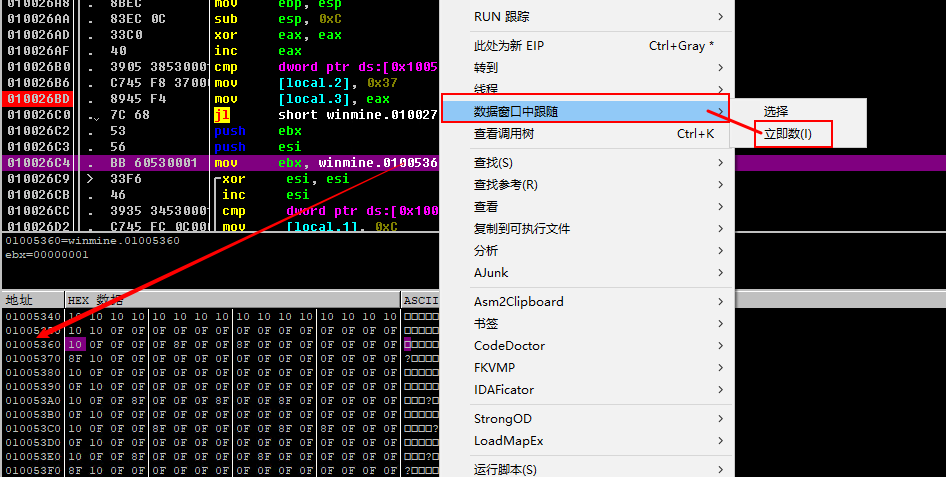 010026A8 . 8BEC mov ebp, esp
010026AA . 83EC 0C sub esp, 0xC
010026AD . 33C0 xor eax, eax
010026AF . 40 inc eax
010026B0 . 3905 38530001 cmp dword ptr ds:[0x1005
010026B6 . C745 F8 37000 mov [local.2], 0x37
010026BD . 8945 F4 mov [local.3], eax
010026C0 . 7C 68 jl short winmine.010027
010026C2 . 53 push ebx
010026C3 . 56 push esi
010026C4 . BB 60530001 mov ebx, winmine.0100536
010026C9 > 33F6 xor esi, esi
010026CB . 46 inc esi
010026CC . 3935 34530001 cmp dword ptr ds:[0x100
010026D2 . C745 FC 0C00 mov [local.1], 0xC
01005360=winmine.01005360
ebx=00000001
地址 HEX 数据 ASCII
01005340 10 10 10 10 10 10 10 10 10 10 10 10 10 10 10 10
01005350 10 10 0F 0F 0F 0F 0F 0F 0F 0F 0F 0F 0F 0F 0F 0F
01005360 10 0F 0F 0F 0F 8F 0F 0F 8F 0F 0F 0F 0F 0F 0F 0F
01005370 8F 10 0F 0F 0F 0F 0F 0F 0F 0F 0F 0F 0F 0F 0F 0F
01005380 10 10 0F 0F 0F 0F 0F 0F 0F 0F 0F 0F 0F 0F 0F 0F
01005390 0F 10 0F 0F 0F 0F 0F 0F 0F 0F 0F 0F 0F 0F 0F 0F
010053A0 10 0F 0F 8F 0F 0F 0F 8F 0F 8F 0F 8F 0F 0F 0F 0F
010053B0 0F 10 0F 0F 0F 0F 0F 0F 0F 0F 0F 0F 0F 0F 0F 0F
010053C0 10 10 0F 8F 0F 0F 0F 0F 8F 0F 0F 0F 0F 0F 0F 0F
010053D0 0F 10 0F 0F 0F 0F 0F 0F 0F 0F 0F 0F 0F 0F 0F 0F
010053E0 10 10 0F 8F 0F 0F 0F 0F 8F 0F 0F 0F 0F 0F 0F 0F
010053F0 8F 10 0F 0F 0F 0F 0F 0F 0F 0F 0F 0F 0F 0F 0F 0F
RUN 跟踪
此处为新 EIP Ctrl+Gray *
转到
线程
数据窗口中跟随
查看调用树 Ctrl+K
查找(S)
查找参考(R)
查看
复制到可执行文件
分析
AJunk
Asm2Clipboard
书签
CodeDoctor
FKVMP
IDAFicator
StrongOD
LoadMapEx
运行脚本(S)
选择
立即数(I)